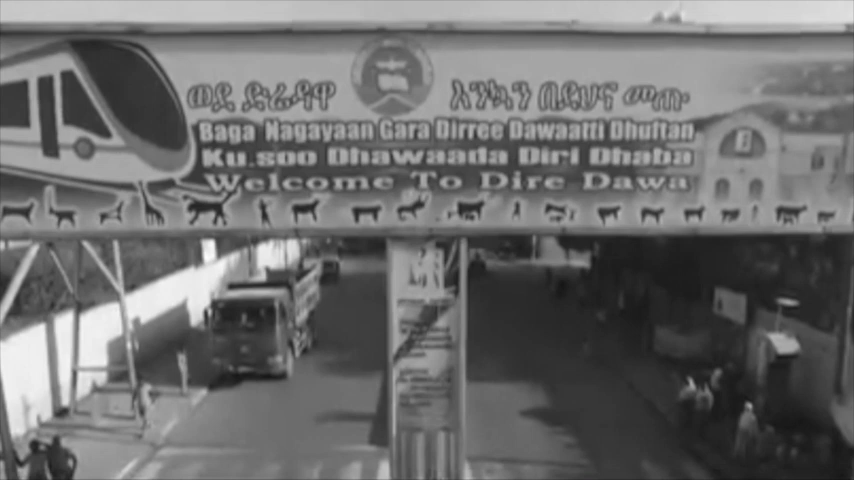 ወደ ድሬዳዋ እንኳን በደህና መጡ
Baga Nagayaan Gara Dirree Dawaatti Dhuftan
Ku.soo Dhawaada Diri Dhaba
Welcome To Dire Dawa